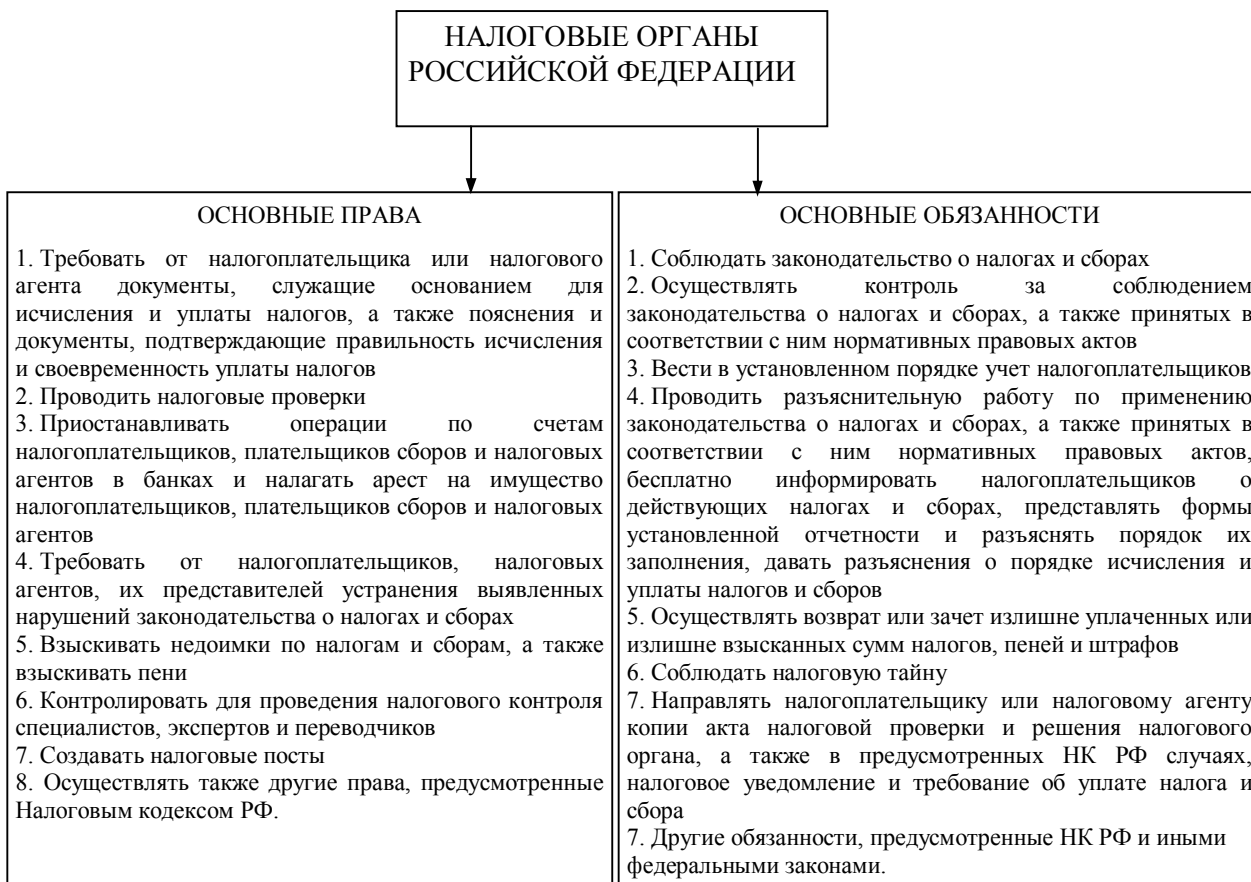 НАЛОГОВЫЕ ОРГАНЫ
РОССИЙСКОЙ ФЕДЕРАЦИИ
ОСНОВНЫЕ ПРАВА
1. Требовать от налогоплательщика или налогового
агента документы, служащие основанием для
исчисления и уплаты налогов, а также пояснения и
документы, подтверждающие правильность исчисления
и своевременность уплаты налогов
2. Проводить налоговые проверки
3. Приостанавливать операции по счетам
налогоплательщиков, плательщиков сборов и налоговых
агентов в банках и налагать арест на имущество
налогоплательщиков, плательщиков сборов и налоговых
агентов
4. Требовать от налогоплательщиков, налоговых
агентов, их представителей устранения выявленных
нарушений законодательства о налогах и сборах
5. Взыскивать недоимки по налогам и сборам, а также
взыскивать пени
6. Контролировать для проведения налогового контроля
специалистов, экспертов и переводчиков
7. Создавать налоговые посты
8. Осуществлять также другие права, предусмотренные
Налоговым кодексом РФ.
ОСНОВНЫЕ ОБЯЗАННОСТИ
1. Соблюдать законодательство о налогах и сборах
2. Осуществлять контроль за соблюдением
законодательства о налогах и сборах, а также принятых в
соответствии с ним нормативных правовых актов
3. Вести в установленном порядке учет налогоплательщиков
4. Проводить разъяснительную работу по применению
законодательства о налогах и сборах, а также принятых в
соответствии с ним нормативных правовых актов,
бесплатно информировать налогоплательщиков о
действующих налогах и сборах, представлять формы
установленной отчетности и разъяснять порядок их
заполнения, давать разъяснения о порядке исчисления и
уплаты налогов и сборов
5. Осуществлять возврат или зачет излишне уплаченных или
излишне взысканных сумм налогов, пеней и штрафов
6. Соблюдать налоговую тайну
7. Направлять налогоплательщику или налоговому агенту
копии акта налоговой проверки и решения налогового
органа, а также в предусмотренных НК РФ случаях,
налоговое уведомление и требование об уплате налога и
сбора
7. Другие обязанности, предусмотренные НК РФ и иными
федеральными законами.